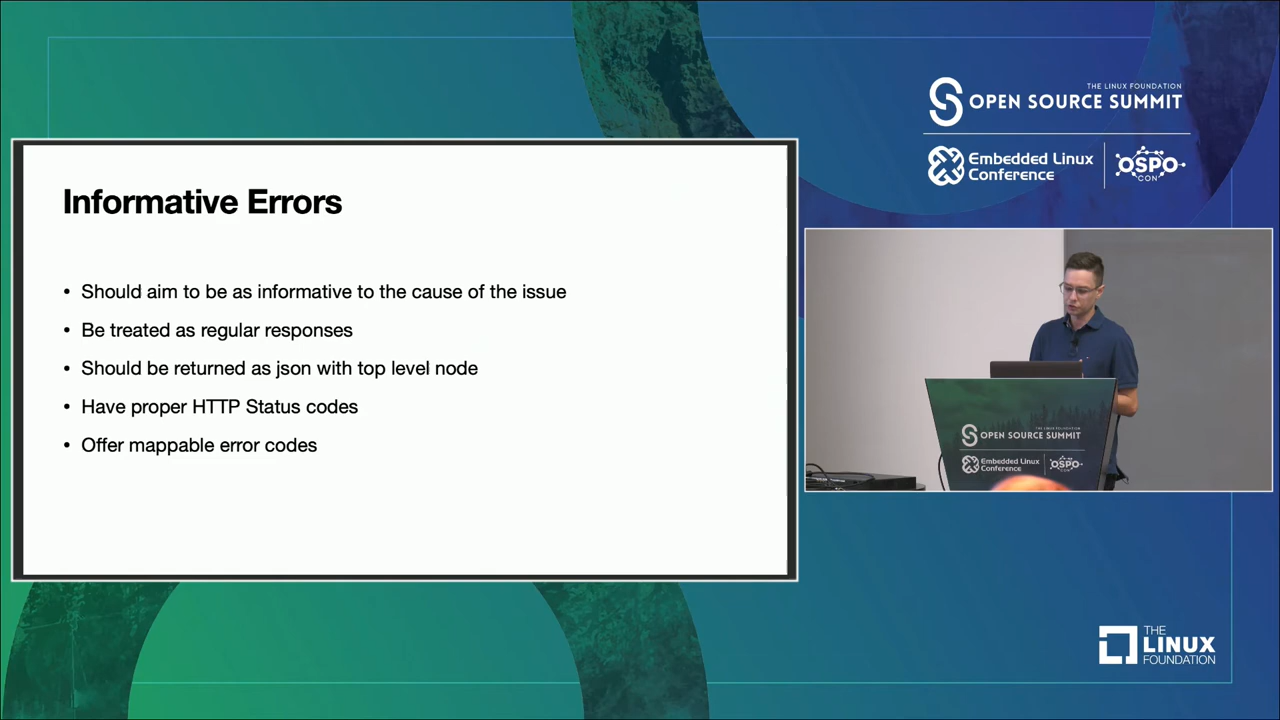 THE LINUX FOUNDATION
OPEN SOURCE SUMMIT
Embedded Linux
Conference
OSPO
CON
Informative Errors
• Should aim to be as informative to the cause of the issue
• Be treated as regular responses
• Should be returned as json with top level node
• Have proper HTTP Status codes
• Offer mappable error codes
OPEN SOURCE SUMMIT
Embedded Linux
Conference
OSPO
THE
LINUX
FOUNDATION